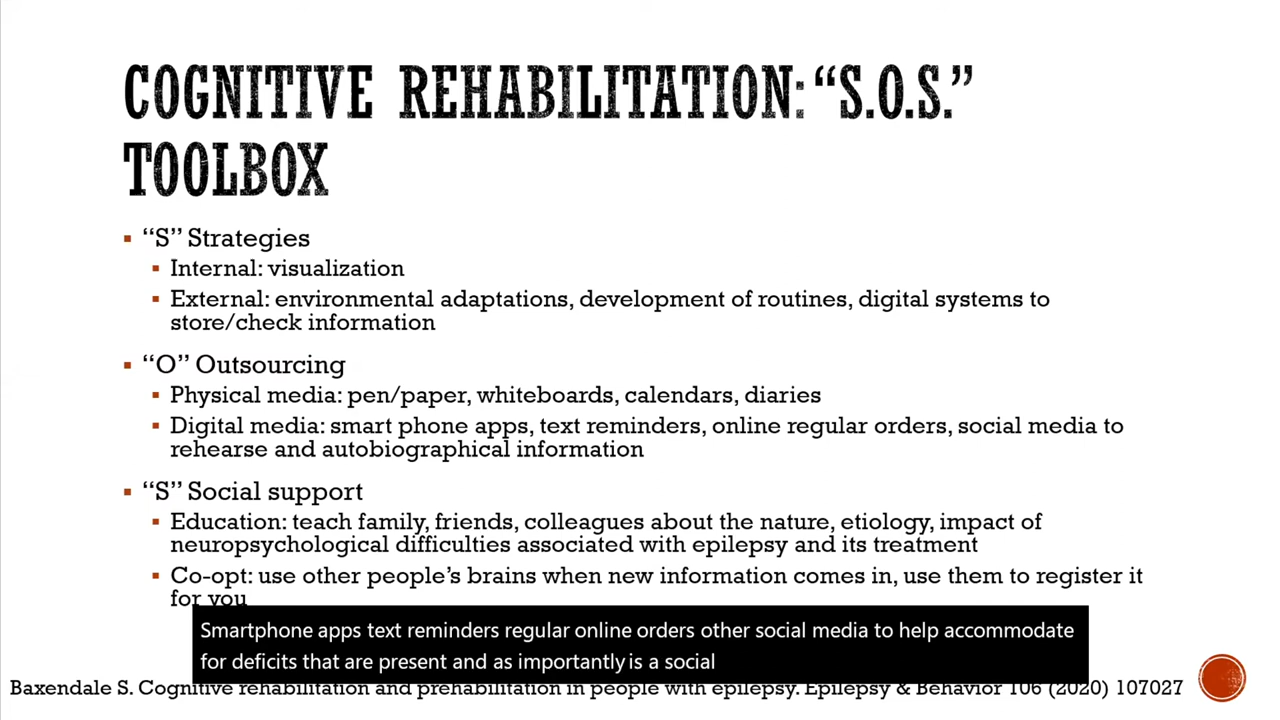 COGNITIVE REHABILITATION: “S.O.S.”
TOOLBOX
“S” Strategies
Internal: visualization
External: environmental adaptations, development of routines, digital systems to
store/check information
“O” Outsourcing
Physical media: pen/paper, whiteboards, calendars, diaries
Digital media: smart phone apps, text reminders, online regular orders, social media to
rehearse and autobiographical information
“S” Social support
Education: teach family, friends, colleagues about the nature, etiology, impact of
neuropsychological difficulties associated with epilepsy and its treatment
Co-opt: use other people’s brains when new information comes in, use them to register it
for you
Smartphone apps text reminders regular online orders other social media to help accommodate
for deficits that are present and as importantly is a social
Baxendale S. Cognitive rehabilitation and prehabilitation in people with epilepsy. Epilepsy & Behavior 106 (2020) 107027